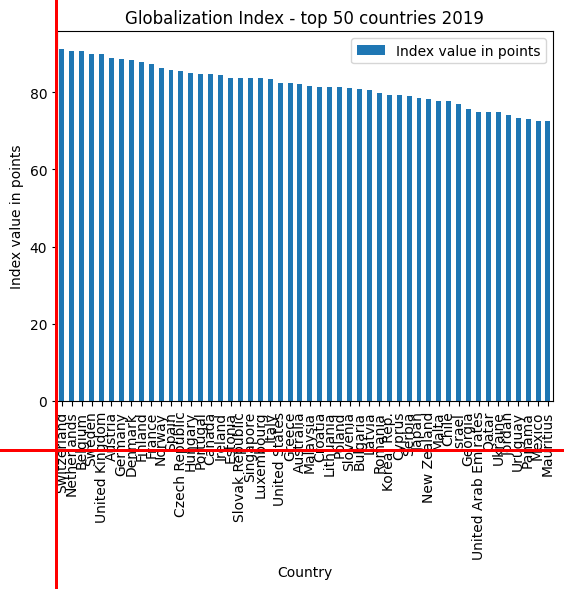 Globalization Index - top 50 countries 2019
Index value in points
Index value in points
80
60
40
20
0
Switzerland
Netherlands
Belgium
Sweden
United Kingdom
Austria
Germany
Denmark
Finland
France
Norway
Spain
Czech Republic
Hungary
Portugal
Canada
Ireland
Estonia
Slovak Republic
Singapore
Luxembourg
Italy
United States
Greece
Australia
Malaysia
Croatia
Lithuania
Poland
Slovenia
Bulgaria
Latvia
Romania
Korea, Rep.
Cyprus
Serbia
Japan
New Zealand
Malta
Chile
Israel
Georgia
United Arab Emirates
Qatar
Ukraine
Jordan
Uruguay
Panama
Mexico
Mauritius
Country